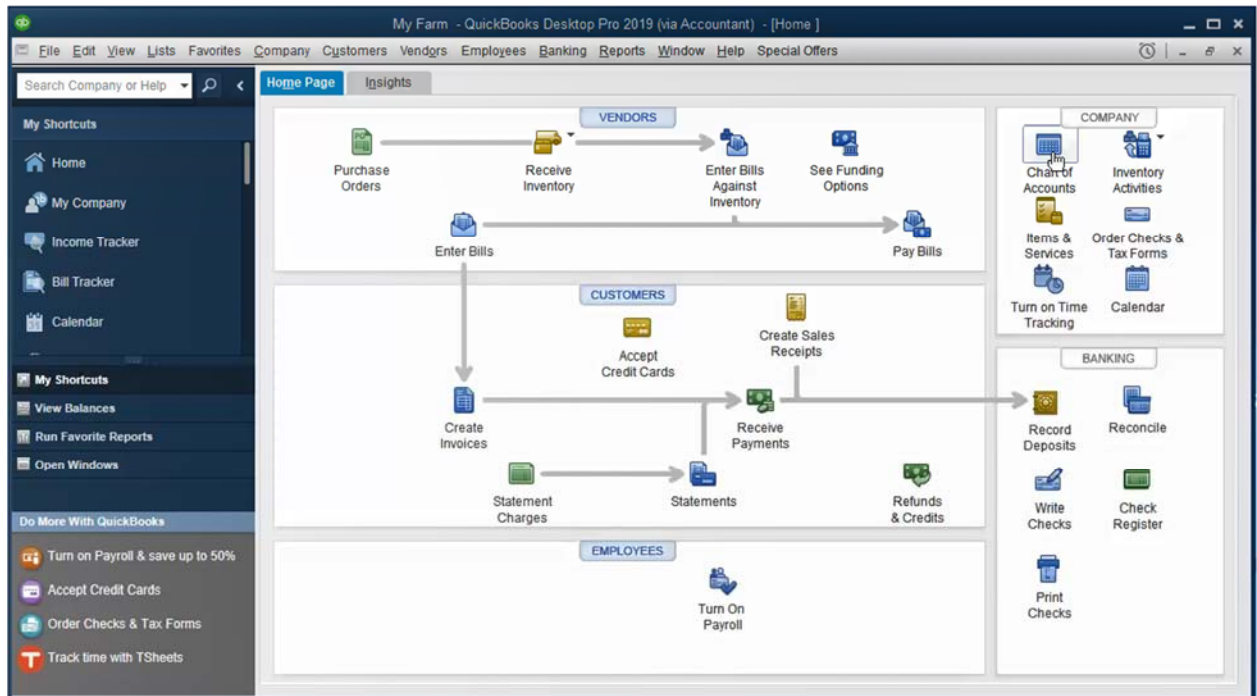 My Farm - QuickBooks Desktop Pro 2019 (via Accountant) - [Home ]
File Edit View Lists Favorites Company Customers Vendors Employees Banking Reports Window Help Special Offers
Search Company or Help
My Shortcuts
Home
My Company
Income Tracker
Bill Tracker
Calendar
My Shortcuts
View Balances
Run Favorite Reports
Open Windows
Do More With QuickBooks
Turn on Payroll & save up to 50%
Accept Credit Cards
Order Checks & Tax Forms
Track time with TSheets
Home Page
Insights
VENDORS
Purchase
Orders
Receive
Inventory
Enter Bills
Against
Inventory
See Funding
Options
Enter Bills
Pay Bills
CUSTOMERS
Accept
Credit Cards
Create Sales
Receipts
Create
Invoices
Receive
Payments
Statement
Charges
Statements
Refunds
& Credits
EMPLOYEES
Turn On
Payroll
COMPANY
Chart of
Accounts
Inventory
Activities
Items &
Services
Order Checks &
Tax Forms
Turn on Time
Tracking
Calendar
BANKING
Record
Deposits
Reconcile
Write
Checks
Check
Register
Print
Checks